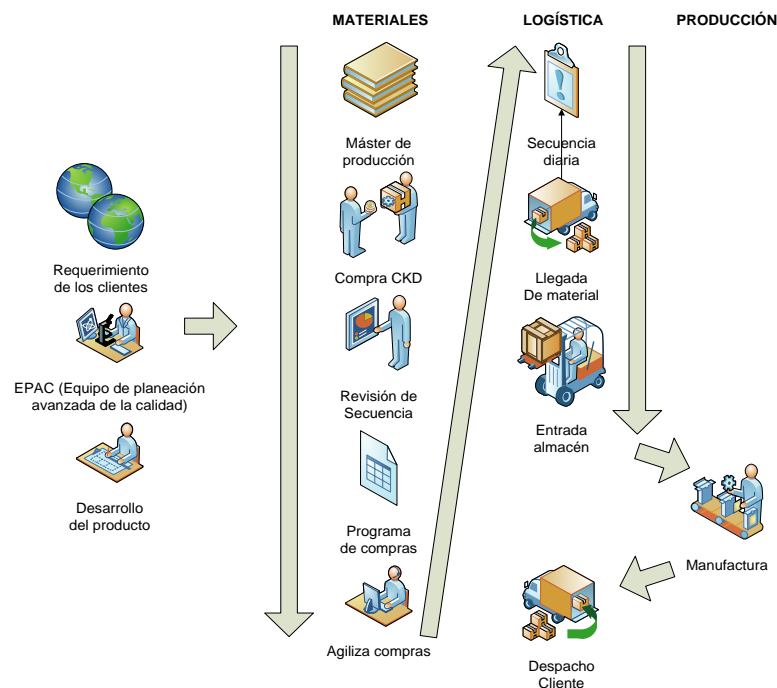 MATERIALES
LOGÍSTICA
PRODUCCIÓN
Requerimiento
de los clientes
EPAC (Equipo de planeación
avanzada de la calidad)
Desarrollo
del producto
Máster de
producción
Compra CKD
Revisión de
Secuencia
Programa
de compras
Agiliza compras
Secuencia
diaria
Llegada
De material
Entrada
almacén
Manufactura
Despacho
Cliente